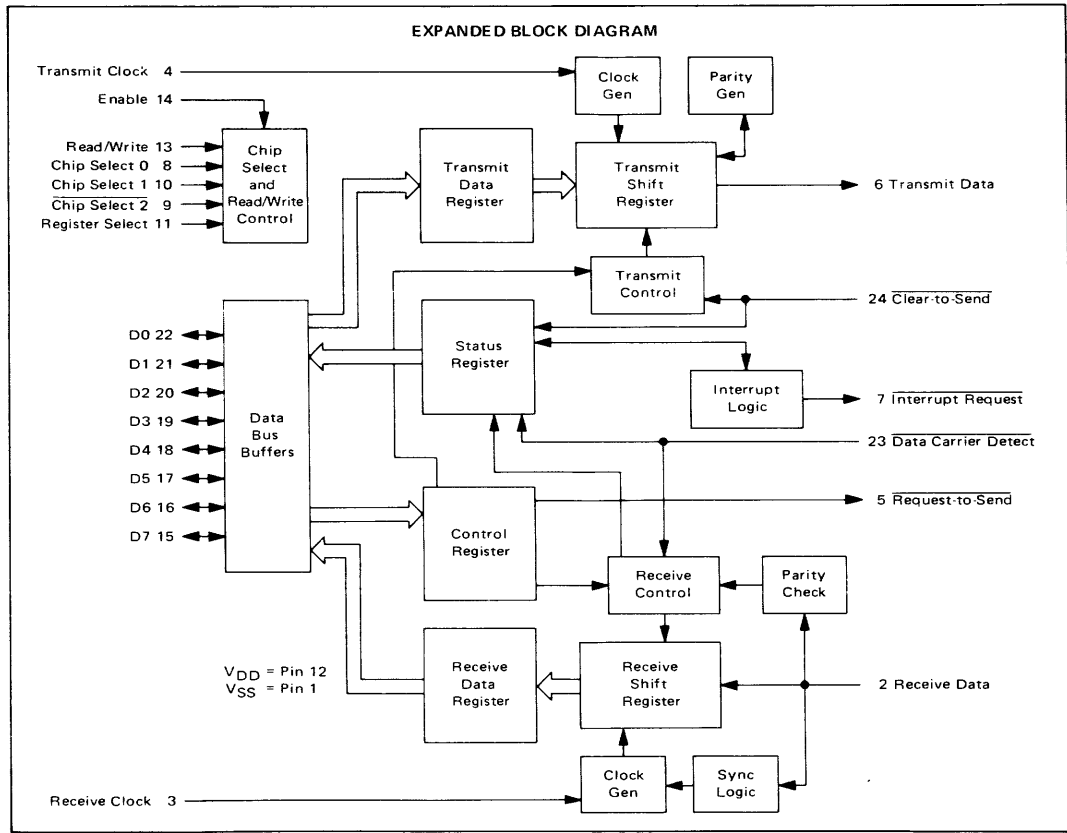 EXPANDED BLOCK DIAGRAM
Transmit Clock 4
Clock
Gen
Parity
Gen
Enable 14
Read/Write 13
Chip Select 0 8
Chip Select 1 10
Chip Select 2 9
Register Select 11
Chip
Select
and
Read/Write
Control
Transmit
Data
Register
Transmit
Shift
Register
6 Transmit Data
Transmit
Control
24 Clear-to-Send
D0 22
D1 21
D2 20
D3 19
D4 18
D5 17
D6 16
D7 15
Data
Bus
Buffers
Status
Register
Interrupt
Logic
7 Interrupt Request
23 Data Carrier Detect
5 Request-to-Send
Control
Register
Receive
Control
Parity
Check
VDD = Pin 12
VSS = Pin 1
Receive
Data
Register
Receive
Shift
Register
2 Receive Data
Clock
Gen
Sync
Logic
Receive Clock 3